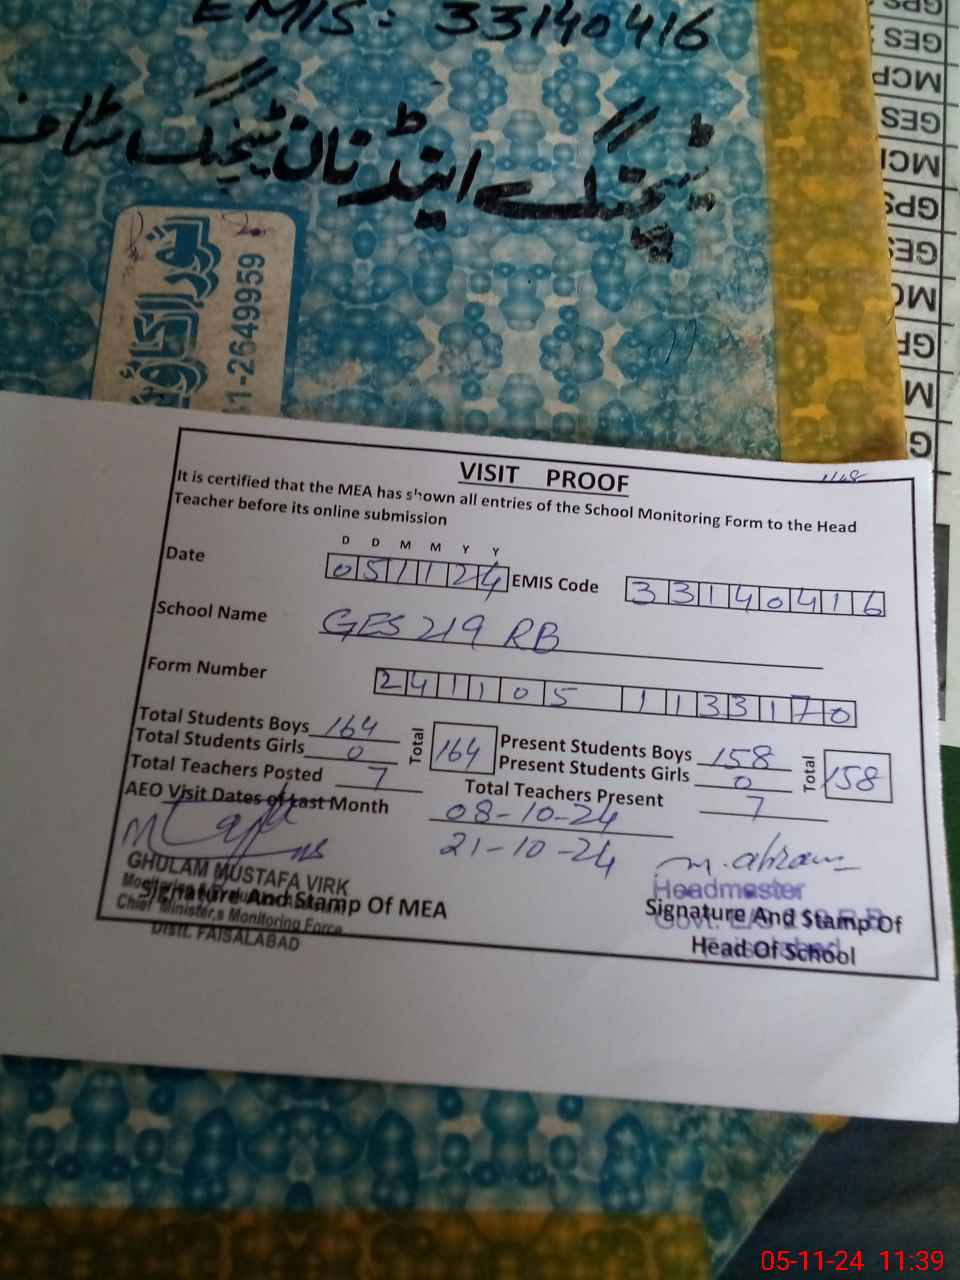 EMIS: 33140416
ٹیچنگ اینڈ نان ٹیچنگ سٹاف
2649959
GES
MCP
GES
GPS
VISIT PROOF
It is certified that the MEA has shown all entries of the School Monitoring Form to the Head
Teacher before its online submission
D D M M Y Y
Date 051124 EMIS Code 33140416
School Name GES 219 RB
Form Number 241105 1133170
Total Students Boys 164 Total 164 Present Students Boys 158 Total 158
Total Students Girls 0 Present Students Girls 0
Total Teachers Posted 7 Total Teachers Present 7
AEO Visit Dates of Last Month 08-10-24
21-10-24
GHULAM MUSTAFA VIRK
Signature And Stamp Of MEA
Chief Minister,s Monitoring Force
Distt. FAISALABAD
Headmaster
Signature And Stamp Of
Head Of School
05-11-24 11:39